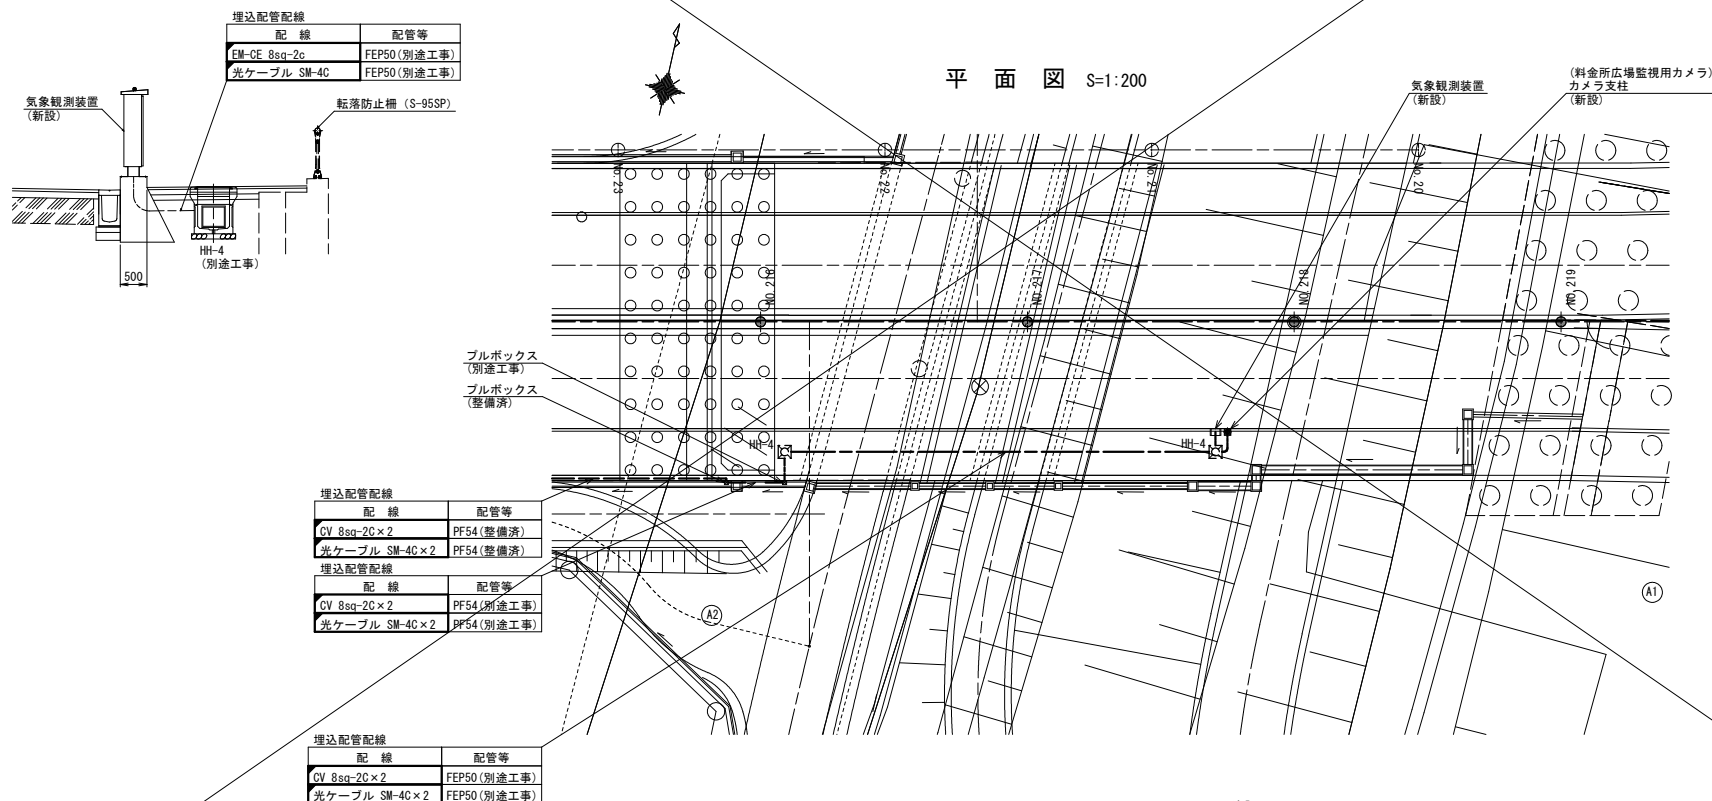 埋込配管配線
配 線 配管等
EM-CE 8sq-2c FEP50(別途工事)
光ケーブル SM-4C FEP50(別途工事)
気象観測装置
(新設)
転落防止柵 (S-95SP)
HH-4
(別途工事)
500
平 面 図 S=1:200
気象観測装置
(新設)
(料金所広場監視用カメラ)
カメラ支柱
(新設)
No.23
No.22
No.21
No.20
NO.216
NO.217
NO.218
NO.219
プルボックス
(別途工事)
プルボックス
(整備済)
HH-4
HH-4
埋込配管配線
配 線 配管等
CV 8sq-2C×2 PF54(整備済)
光ケーブル SM-4C×2 PF54(整備済)
埋込配管配線
配 線 配管等
CV 8sq-2C×2 PF54(別途工事)
光ケーブル SM-4C×2 PF54(別途工事)
A2
A1
埋込配管配線
配 線 配管等
CV 8sq-2C×2 FEP50(別途工事)
光ケーブル SM-4C×2 FEP50(別途工事)